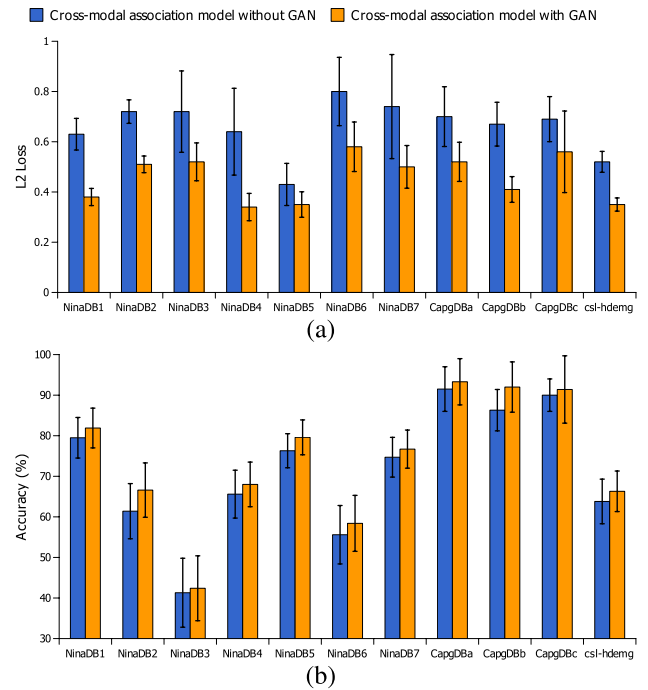 Cross-modal association model without GAN Cross-modal association model with GAN
1
0.8
0.6
0.4
0.2
0
L2 Loss
NinaDB1 NinaDB2 NinaDB3 NinaDB4 NinaDB5 NinaDB6 NinaDB7 CapgDBa CapgDBb CapgDBc csl-hdemg
(a)
100
90
80
70
60
50
40
30
Accuracy (%)
NinaDB1 NinaDB2 NinaDB3 NinaDB4 NinaDB5 NinaDB6 NinaDB7 CapgDBa CapgDBb CapgDBc csl-hdemg
(b)